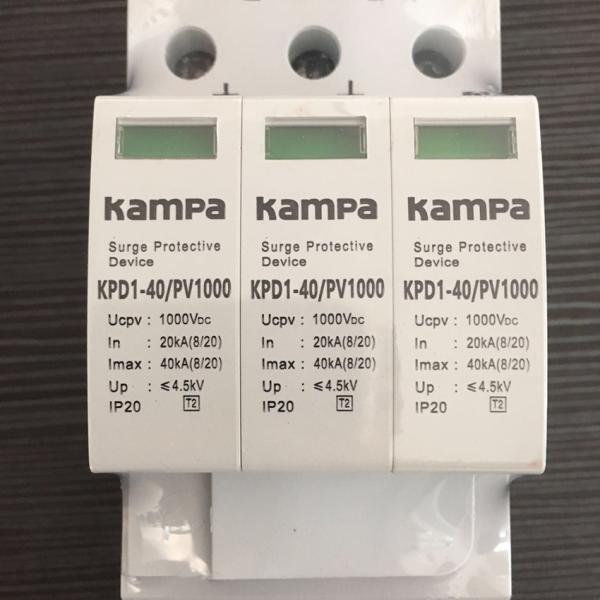 Kampa
Surge Protective
Device
KPD1-40/PV1000
Ucpv : 1000VDC
In : 20kA(8/20)
Imax : 40kA(8/20)
Up : ≤4.5kV
IP20 T2
Kampa
Surge Protective
Device
KPD1-40/PV1000
Ucpv : 1000VDC
In : 20kA(8/20)
Imax : 40kA(8/20)
Up : ≤4.5kV
IP20 T2
Kampa
Surge Protective
Device
KPD1-40/PV1000
Ucpv : 1000VDC
In : 20kA(8/20)
Imax : 40kA(8/20)
Up : ≤4.5kV
IP20 T2